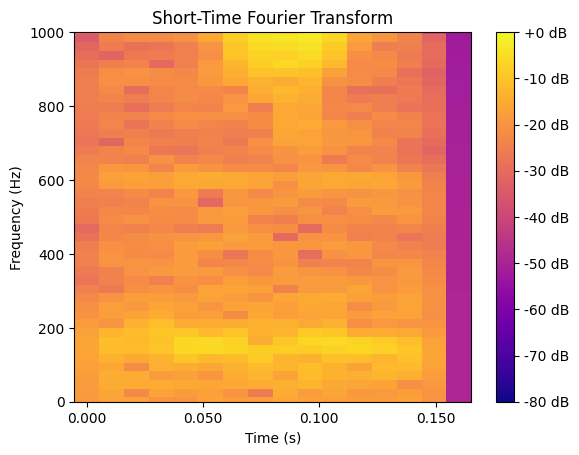 Short-Time Fourier Transform
1000
800
600
400
200
0
Frequency (Hz)
0.000
0.050
0.100
0.150
Time (s)
+0 dB
-10 dB
-20 dB
-30 dB
-40 dB
-50 dB
-60 dB
-70 dB
-80 dB